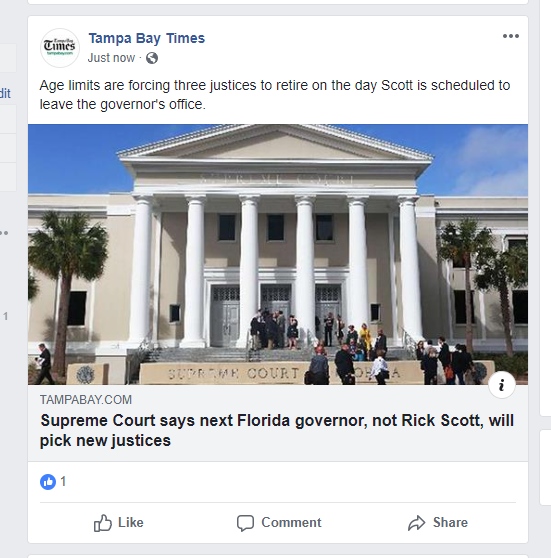 Tampa Bay Times
Just now ·
Age limits are forcing three justices to retire on the day Scott is scheduled to
leave the governor's office.
SUPREME COURT
SUPREME COURT
TAMPABAY.COM
Supreme Court says next Florida governor, not Rick Scott, will
pick new justices
1
Like
Comment
Share
dit
1